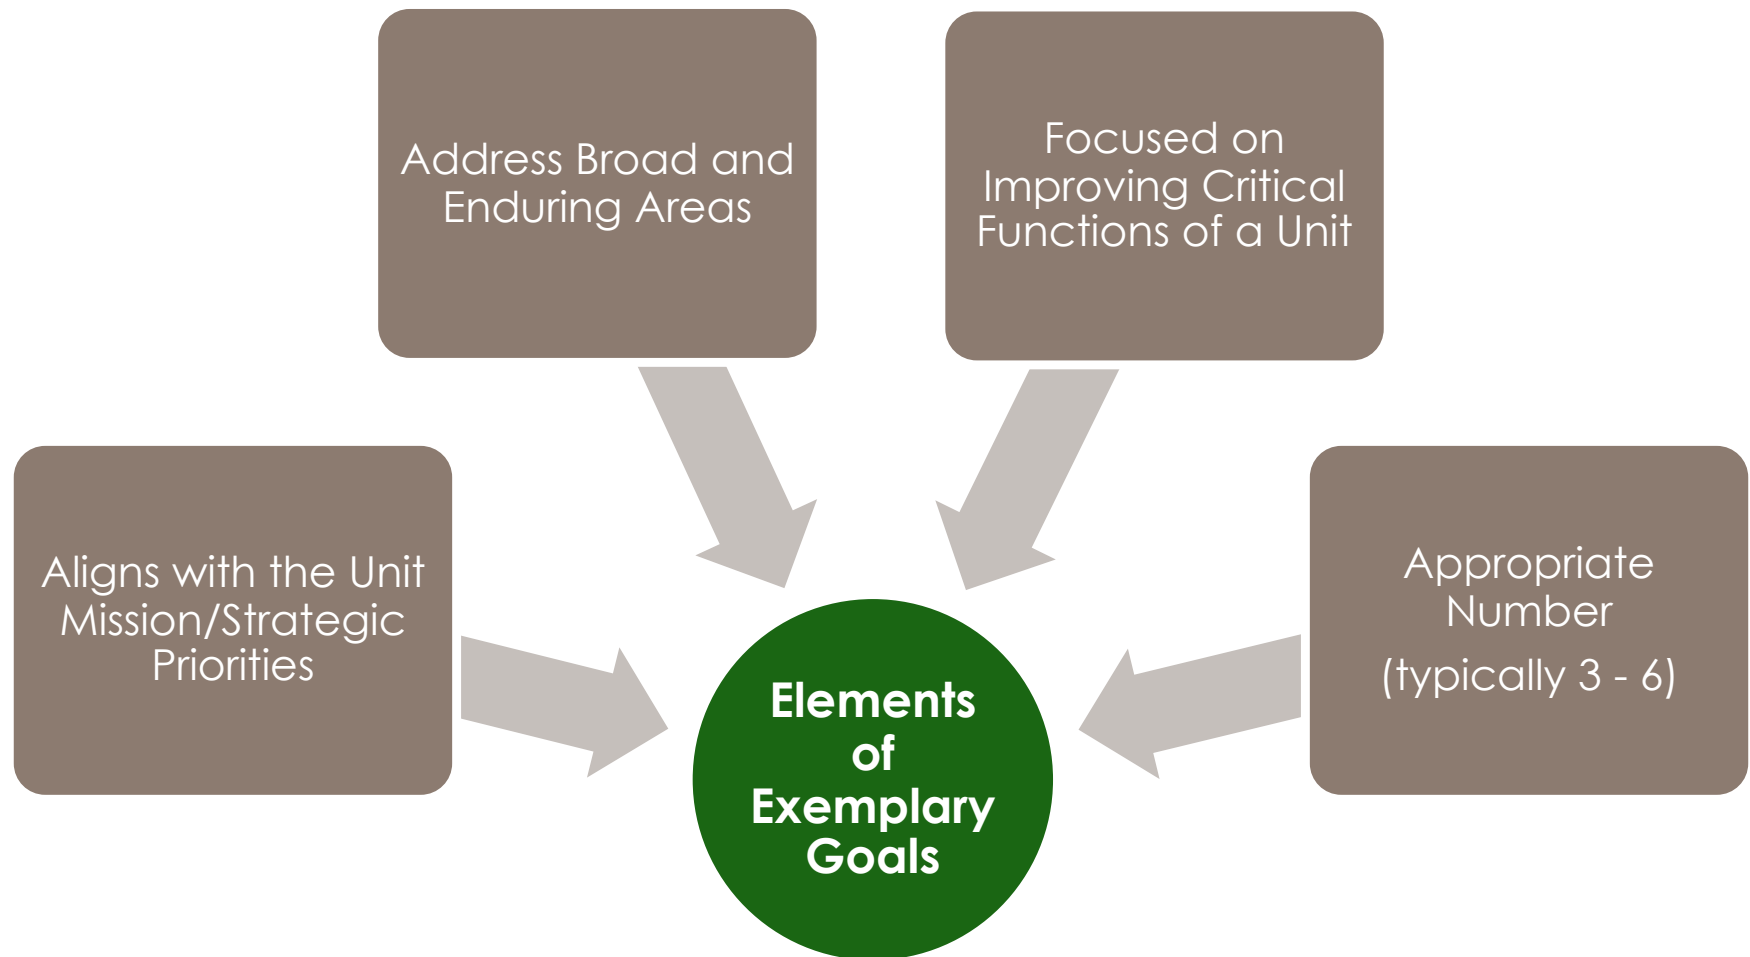 Address Broad and
Enduring Areas
Focused on
Improving Critical
Functions of a Unit
Aligns with the Unit
Mission/Strategic
Priorities
Appropriate
Number
(typically 3 - 6)
Elements
of
Exemplary
Goals